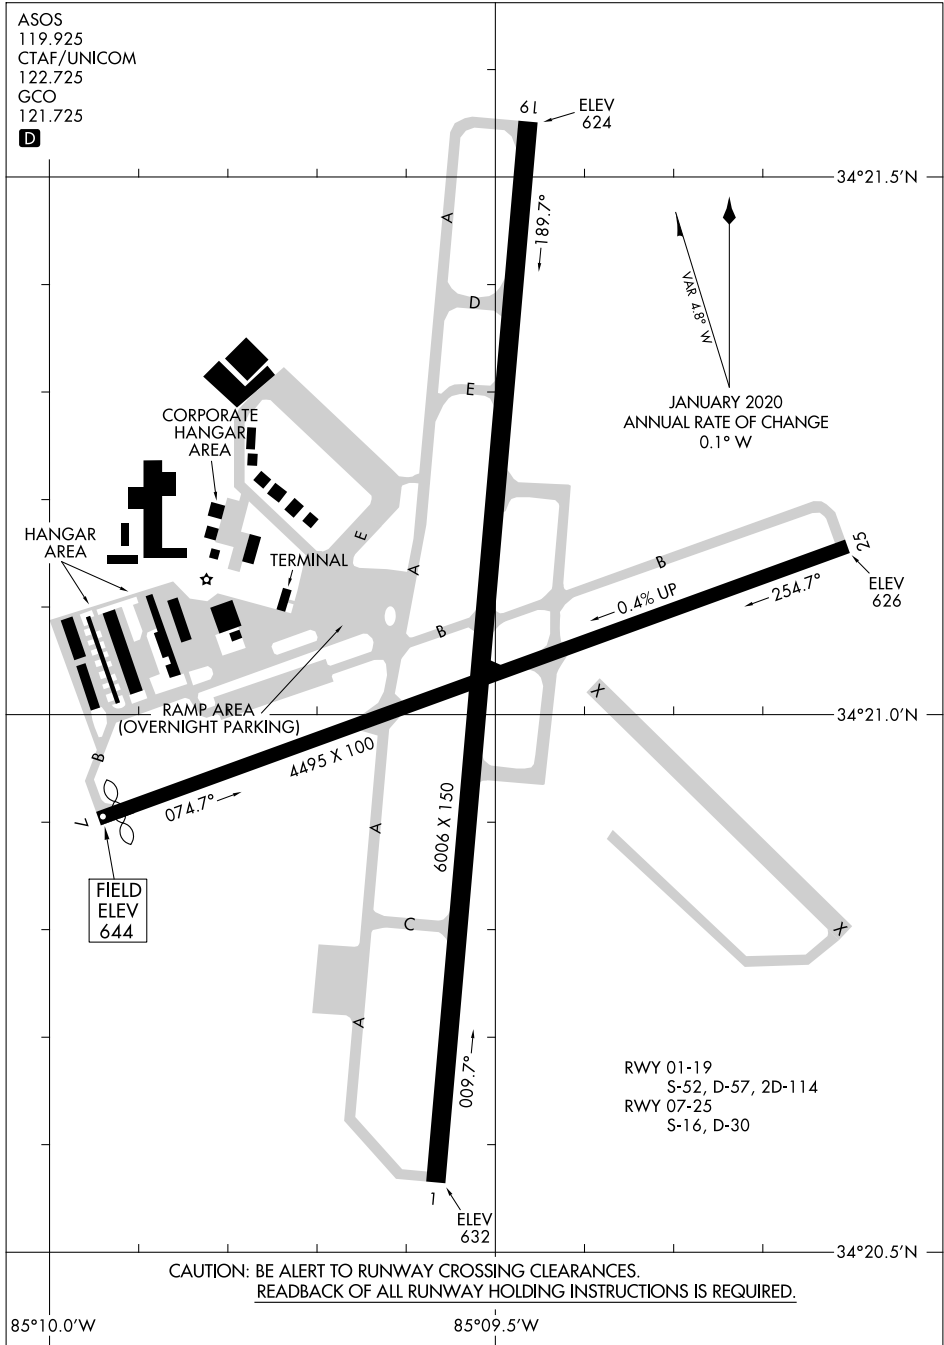 ASOS
119.925
CTAF/UNICOM
122.725
GCO
121.725
D
19
ELEV
624
34°21.5'N
A
189.7°
D
VAR 4.8° W
E
JANUARY 2020
ANNUAL RATE OF CHANGE
0.1° W
CORPORATE
HANGAR
AREA
HANGAR
AREA
E
TERMINAL
A
B
25
ELEV
626
0.4% UP
254.7°
B
X
RAMP AREA
(OVERNIGHT PARKING)
34°21.0'N
B
4495 X 100
074.7°
7
A
6006 X 150
FIELD
ELEV
644
C
X
A
009.7°
RWY 01-19
S-52, D-57, 2D-114
RWY 07-25
S-16, D-30
1
ELEV
632
34°20.5'N
CAUTION: BE ALERT TO RUNWAY CROSSING CLEARANCES.
READBACK OF ALL RUNWAY HOLDING INSTRUCTIONS IS REQUIRED.
85°10.0'W
85°09.5'W